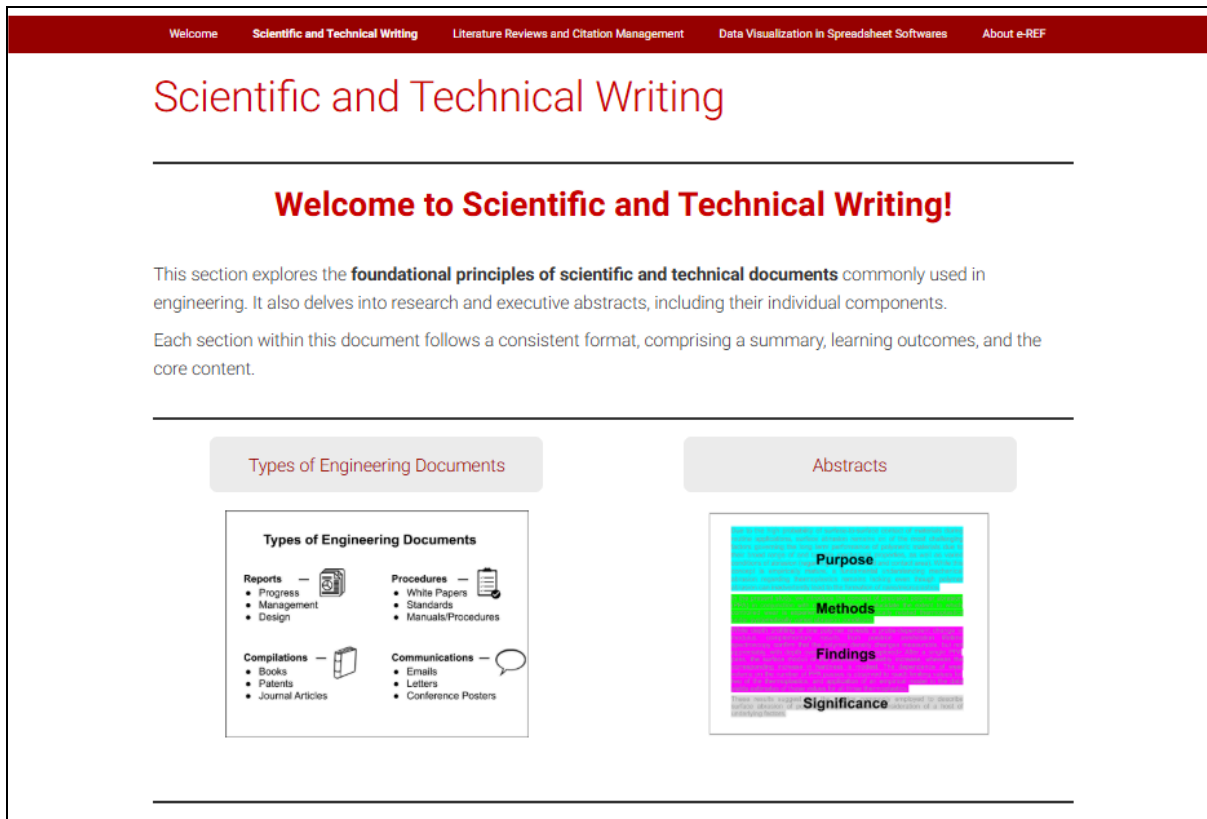 Welcome
Scientific and Technical Writing
Literature Reviews and Citation Management
Data Visualization in Spreadsheet Softwares
About e-REF
Scientific and Technical Writing
Welcome to Scientific and Technical Writing!
This section explores the foundational principles of scientific and technical documents commonly used in
engineering. It also delves into research and executive abstracts, including their individual components.
Each section within this document follows a consistent format, comprising a summary, learning outcomes, and the
core content.
Types of Engineering Documents
Types of Engineering Documents
Reports —
• Progress
• Management
• Design
Procedures —
• White Papers
• Standards
• Manuals/Procedures
Compilations —
• Books
• Patents
• Journal Articles
Communications —
• Emails
• Letters
• Conference Posters
Abstracts
Purpose
Methods
Findings
Significance